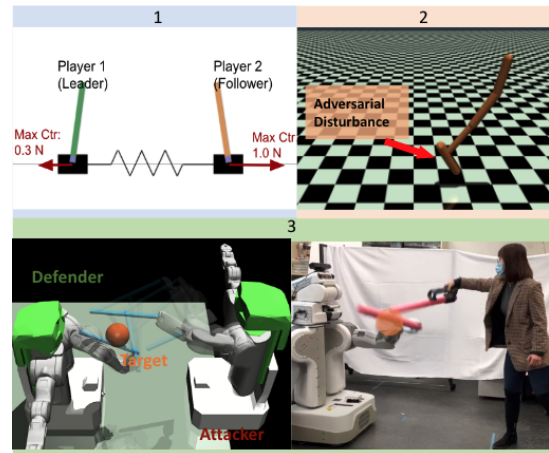 1
2
Player 1
(Leader)
Player 2
(Follower)
Max Ctr:
0.3 N
Max Ctr:
1.0 N
Adversarial
Disturbance
3
Defender
Target
Attacker